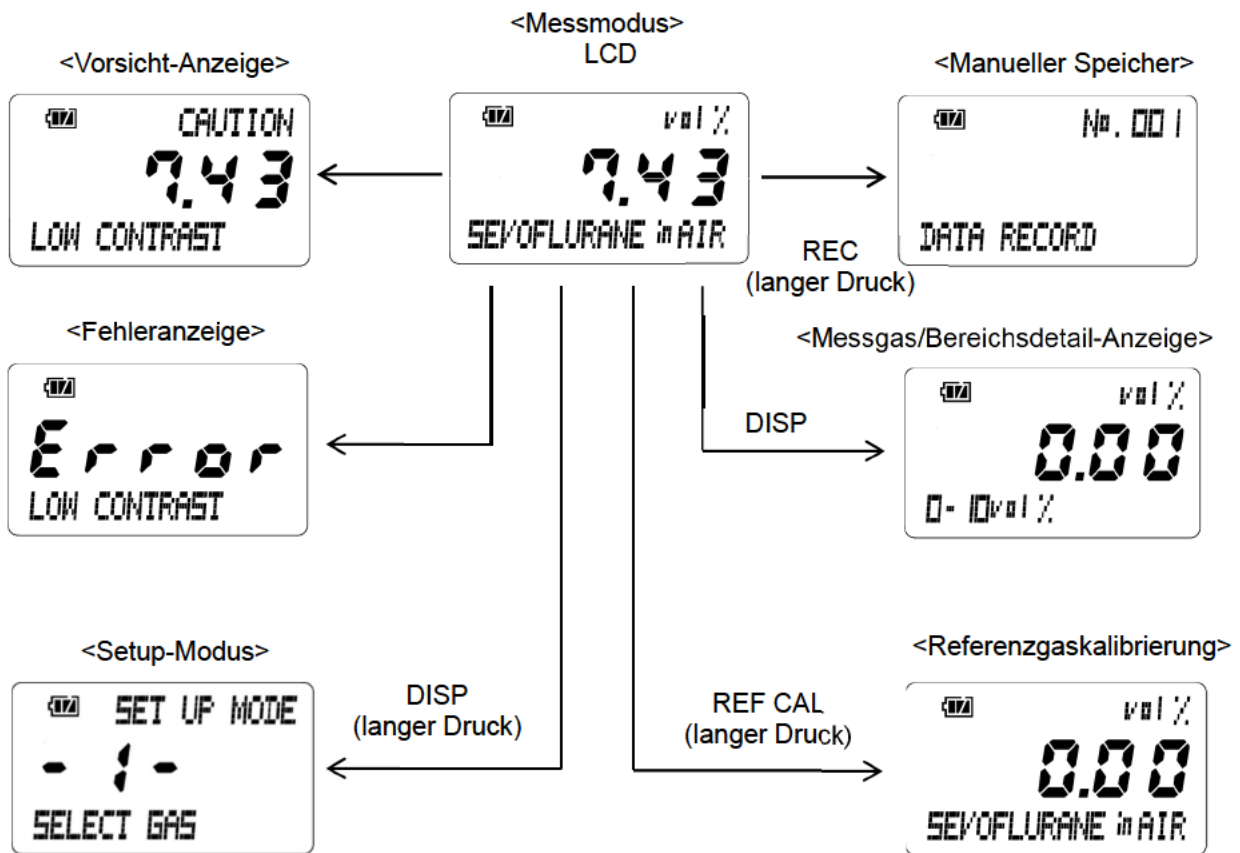 <Messmodus>
LCD
<Vorsicht-Anzeige>
CAUTION
7.43
LOW CONTRAST
vol%
7.43
SEVOFLURANE in AIR
<Manueller Speicher>
No.001
DATA RECORD
REC
(langer Druck)
<Fehleranzeige>
Error
LOW CONTRAST
<Messgas/Bereichsdetail-Anzeige>
vol%
0.00
0-10vol%
DISP
<Setup-Modus>
SET UP MODE
-1-
SELECT GAS
DISP
(langer Druck)
REF CAL
(langer Druck)
<Referenzgaskalibrierung>
vol%
0.00
SEVOFLURANE in AIR